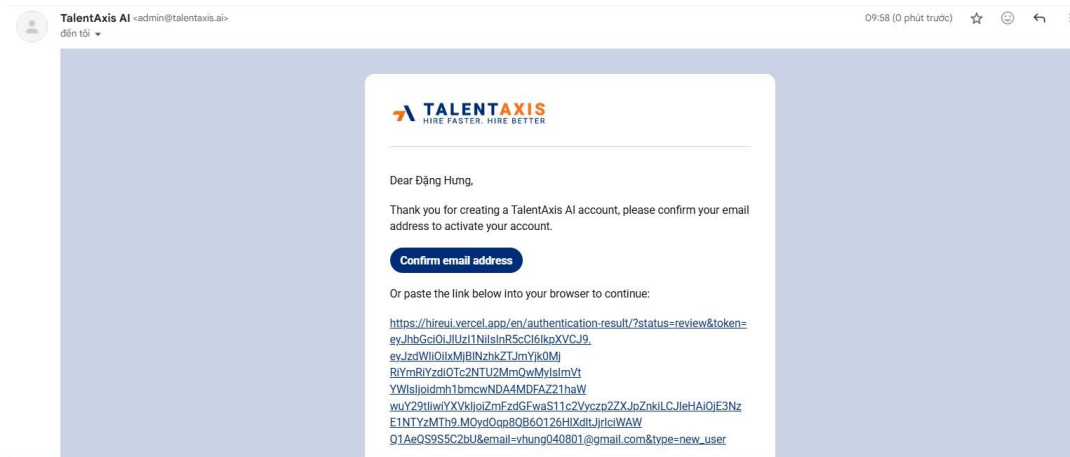 TalentAxis AI <admin@talentaxis.ai>
09:58 (0 phút trước)
đến tôi
TALENTAXIS
HIRE FASTER. HIRE BETTER
Dear Đặng Hưng,
Thank you for creating a TalentAxis AI account, please confirm your email
address to activate your account.
Confirm email address
Or paste the link below into your browser to continue:
https://hireui.vercel.app/en/authentication-result/?status=review&token=
eyJhbGciOiJIUzI1NiIsInR5cCI6IkpXVCJ9.
eyJzdWIiOiIxMjBlNzhkZTJmYjk0Mj
RiYmRiYzdiOTc2NTU2MmQwMyIsImVt
YWlsIjoidmh1bmcwNDA4MDFAZ21haW
wuY29tIiwiYXVkIjoiZmFzdGFwaS11c2Vyczp2ZXJpZnkiLCJleHAiOjE3Nz
E1NTYzMTh9.MOydOqp8QB6O126HIXdltJjrIciWAW
Q1AeQS9S5C2bU&email=vhung040801@gmail.com&type=new_user